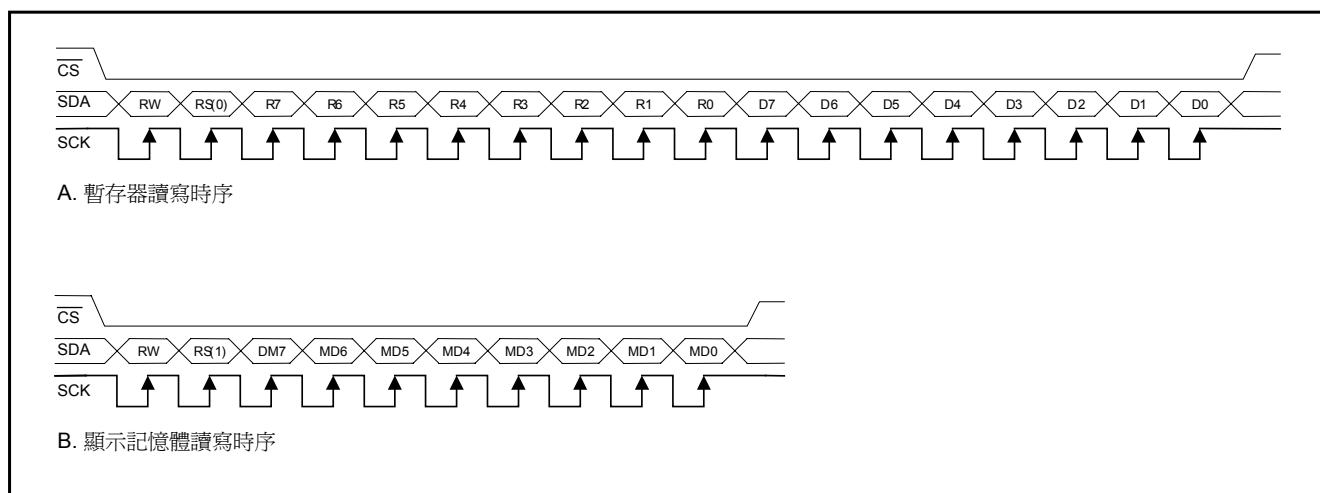 CS
SDA RW RS(0) R7 R6 R5 R4 R3 R2 R1 R0 D7 D6 D5 D4 D3 D2 D1 D0
SCK
A. 暫存器讀寫時序
CS
SDA RW RS(1) DM7 MD6 MD5 MD4 MD3 MD2 MD1 MD0
SCK
B. 顯示記憶體讀寫時序